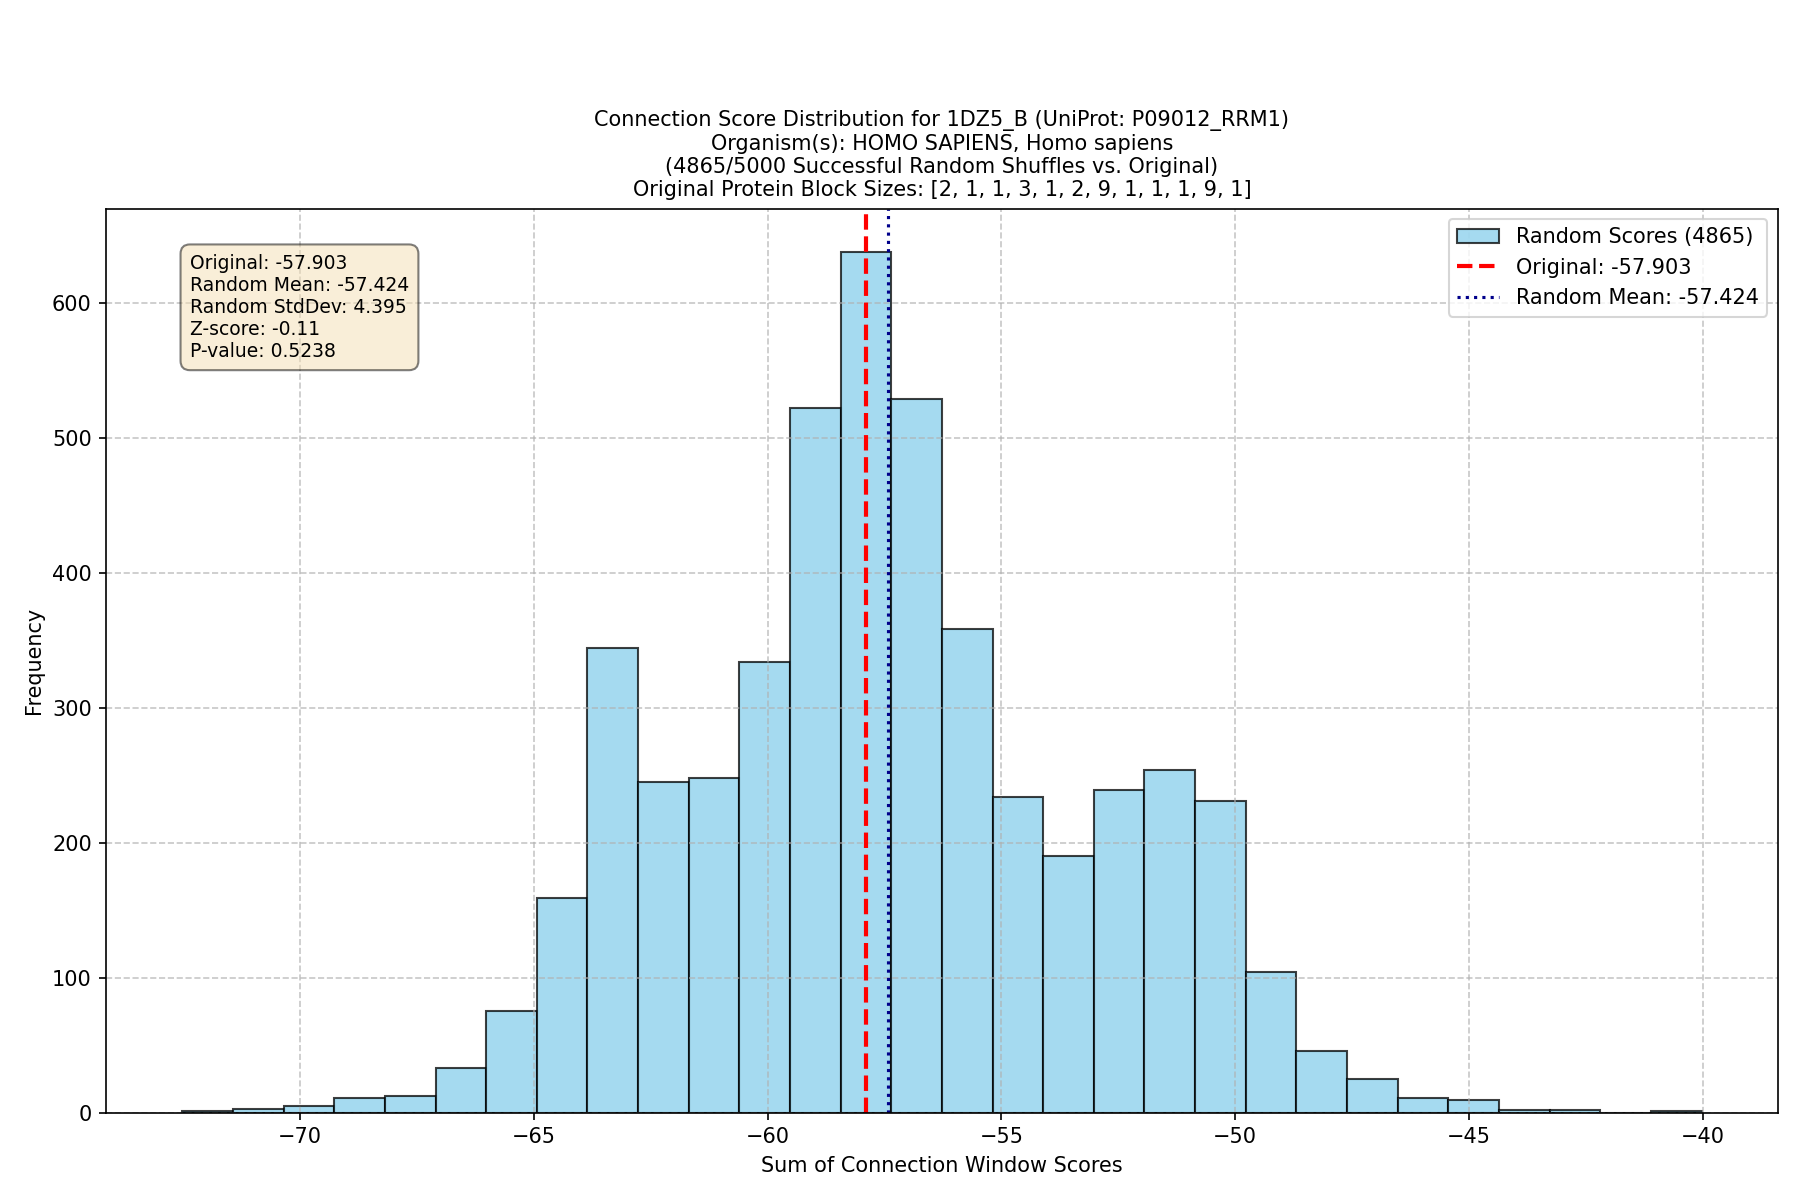 Connection Score Distribution for 1DZ5_B (UniProt: P09012_RRM1)
Organism(s): HOMO SAPIENS, Homo sapiens
(4865/5000 Successful Random Shuffles vs. Original)
Original Protein Block Sizes: [2, 1, 1, 3, 1, 2, 9, 1, 1, 1, 9, 1]
Original: -57.903
Random Mean: -57.424
Random StdDev: 4.395
Z-score: -0.11
P-value: 0.5238
Random Scores (4865)
Original: -57.903
Random Mean: -57.424
Frequency
600
500
400
300
200
100
0
−70
−65
−60
−55
−50
−45
−40
Sum of Connection Window Scores